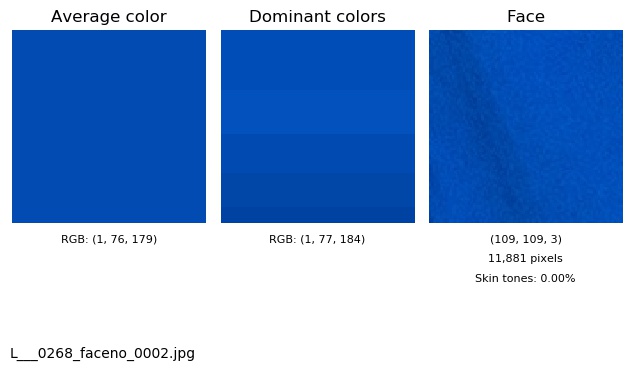 Average color
Dominant colors
Face
RGB: (1, 76, 179)
RGB: (1, 77, 184)
(109, 109, 3)
11,881 pixels
Skin tones: 0.00%
L___0268_faceno_0002.jpg